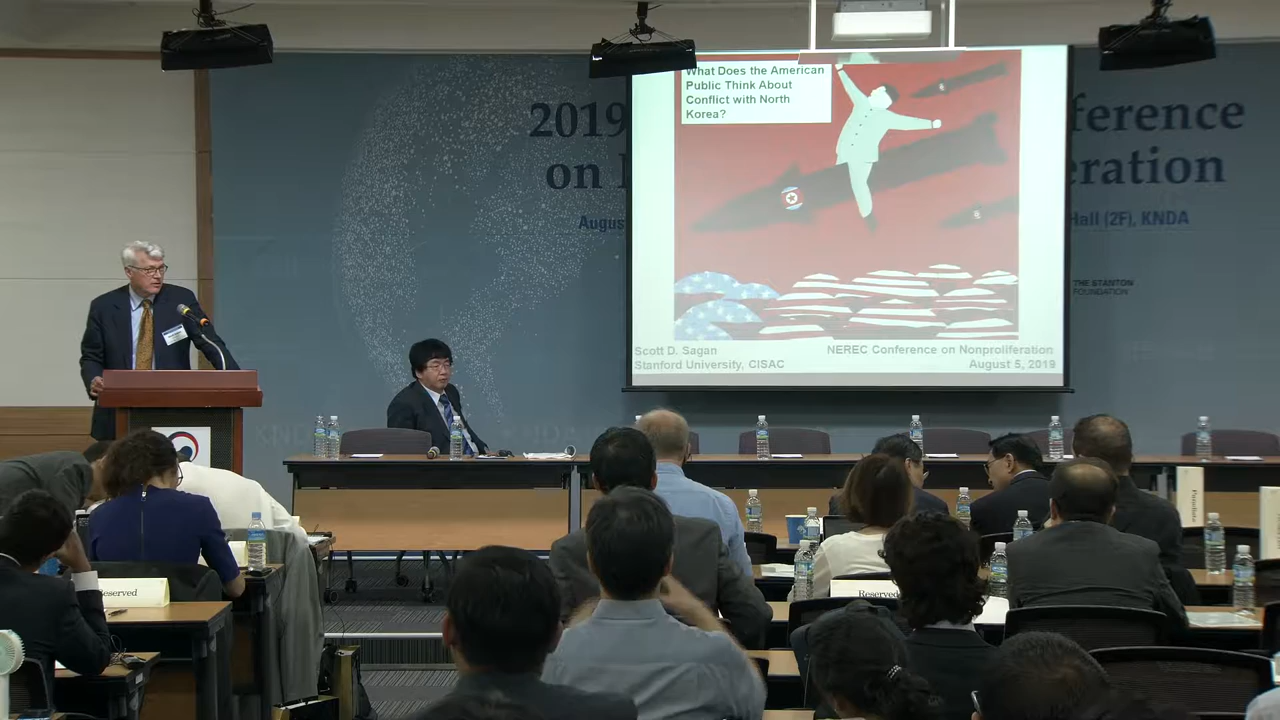 2019 ference
on eration
Augus Hall (2F), KNDA
THE STANTON
FOUNDATION
What Does the American
Public Think About
Conflict with North
Korea?
Scott D. Sagan
Stanford University, CISAC
NEREC Conference on Nonproliferation
August 5, 2019
Reserved
Reserved